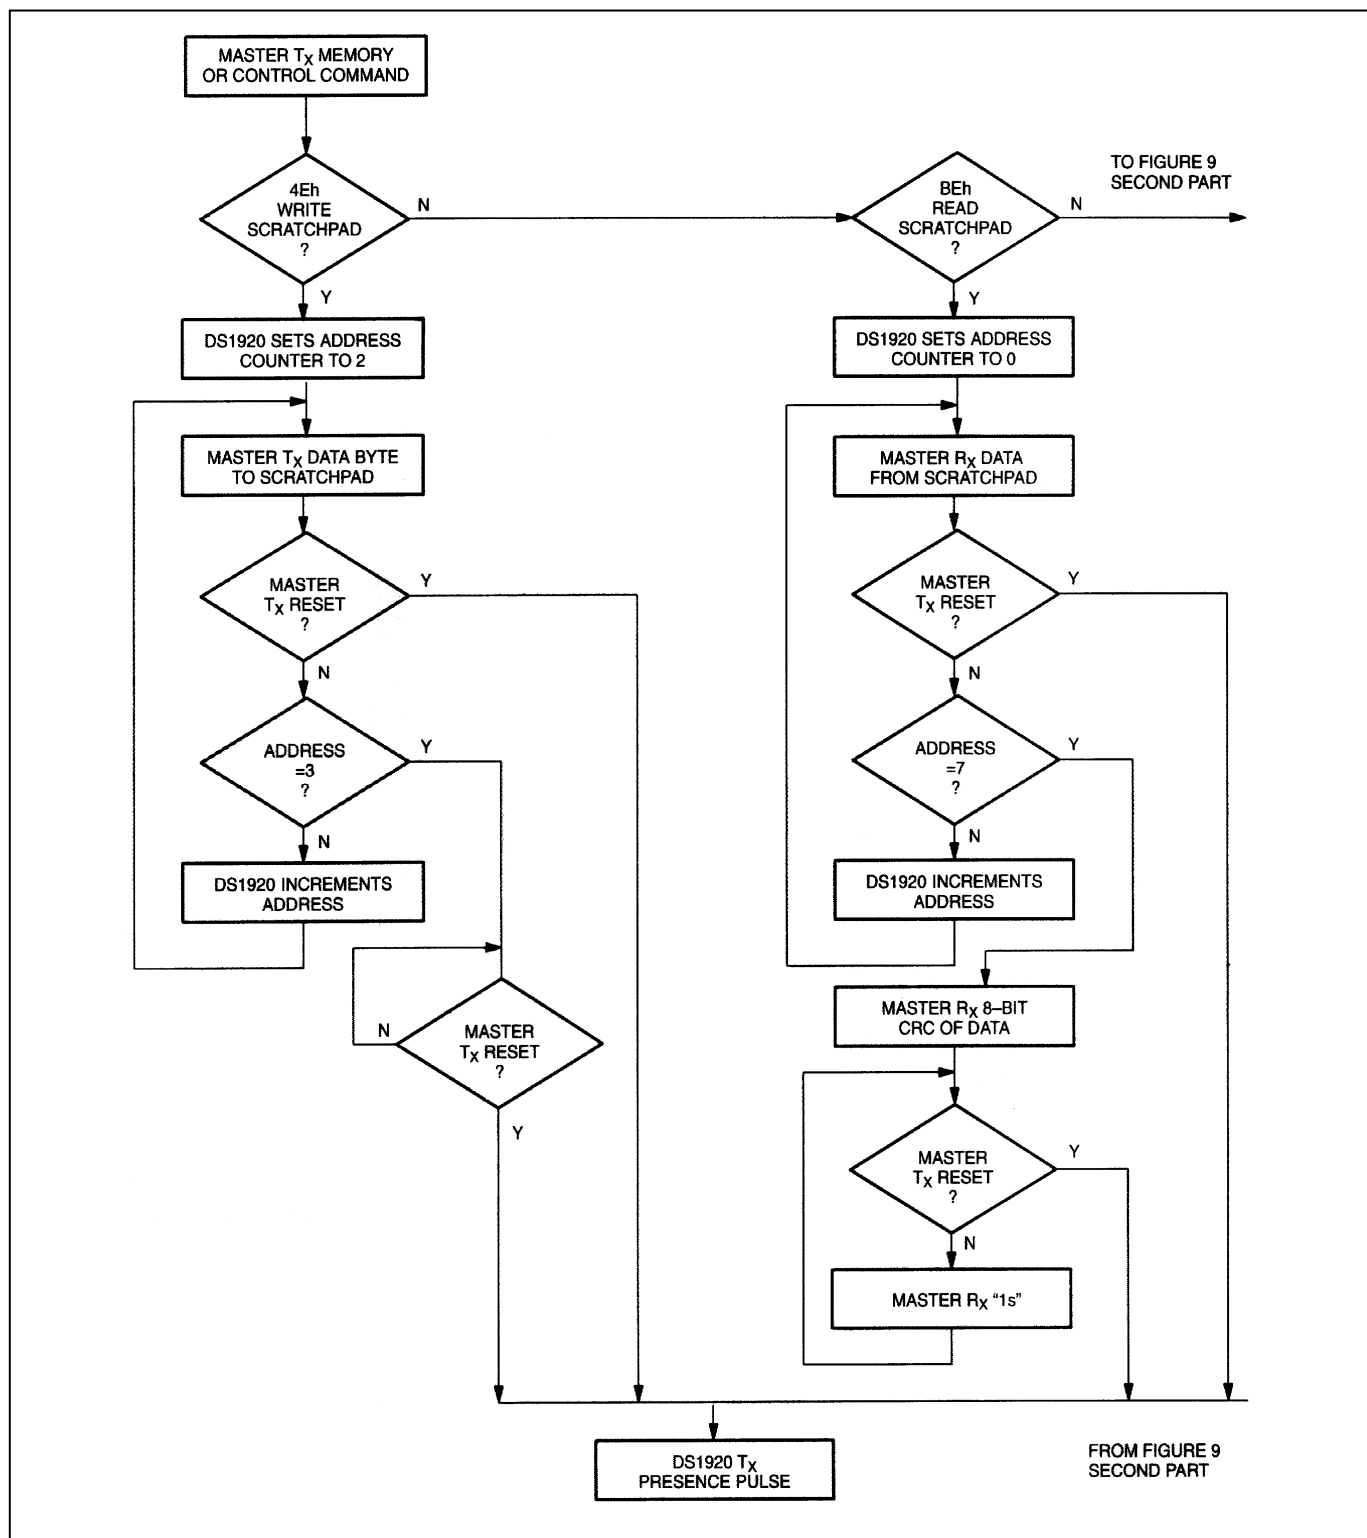 MASTER TX MEMORY
OR CONTROL COMMAND
4Eh
WRITE
SCRATCHPAD
?
N
Y
BEh
READ
SCRATCHPAD
?
N
Y
TO FIGURE 9
SECOND PART
DS1920 SETS ADDRESS
COUNTER TO 2
MASTER TX DATA BYTE
TO SCRATCHPAD
MASTER
TX RESET
?
Y
N
ADDRESS
=3
?
Y
N
DS1920 INCREMENTS
ADDRESS
MASTER
TX RESET
?
N
Y
DS1920 SETS ADDRESS
COUNTER TO 0
MASTER RX DATA
FROM SCRATCHPAD
MASTER
TX RESET
?
Y
N
ADDRESS
=7
?
Y
N
DS1920 INCREMENTS
ADDRESS
MASTER RX 8–BIT
CRC OF DATA
MASTER
TX RESET
?
Y
N
MASTER RX “1s”
DS1920 TX
PRESENCE PULSE
FROM FIGURE 9
SECOND PART